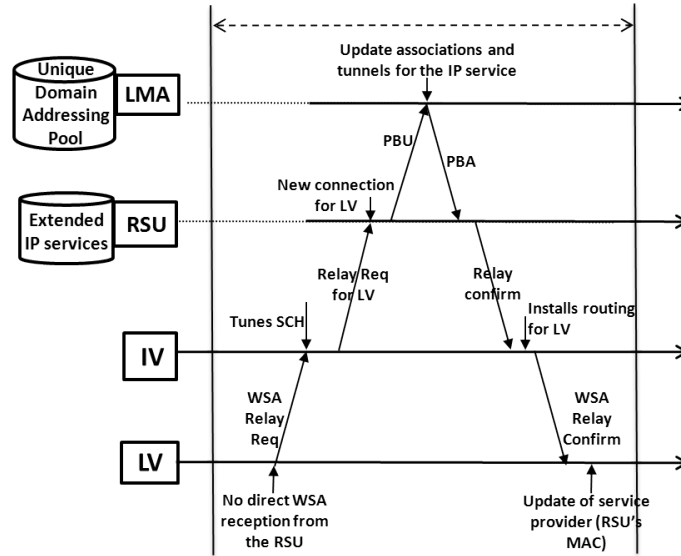 Update associations and
tunnels for the IP service
Unique
Domain
Addressing
Pool
LMA
PBU
PBA
New connection
for LV
Extended
IP services
RSU
Relay Req
for LV
Relay
confirm
Tunes SCH
Installs routing
for LV
IV
WSA
Relay
Req
WSA
Relay
Confirm
LV
No direct WSA
reception from
the RSU
Update of service
provider (RSU's
MAC)